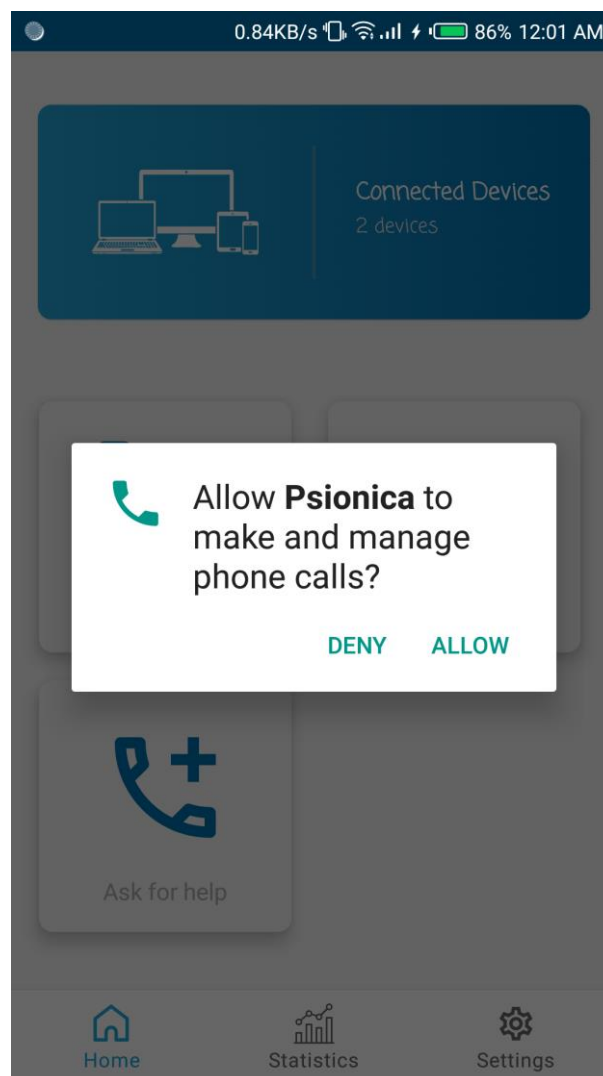 0.84KB/s 86% 12:01 AM
Connected Devices
2 devices
Allow Psionica to
make and manage
phone calls?
DENY ALLOW
Ask for help
Home Statistics Settings